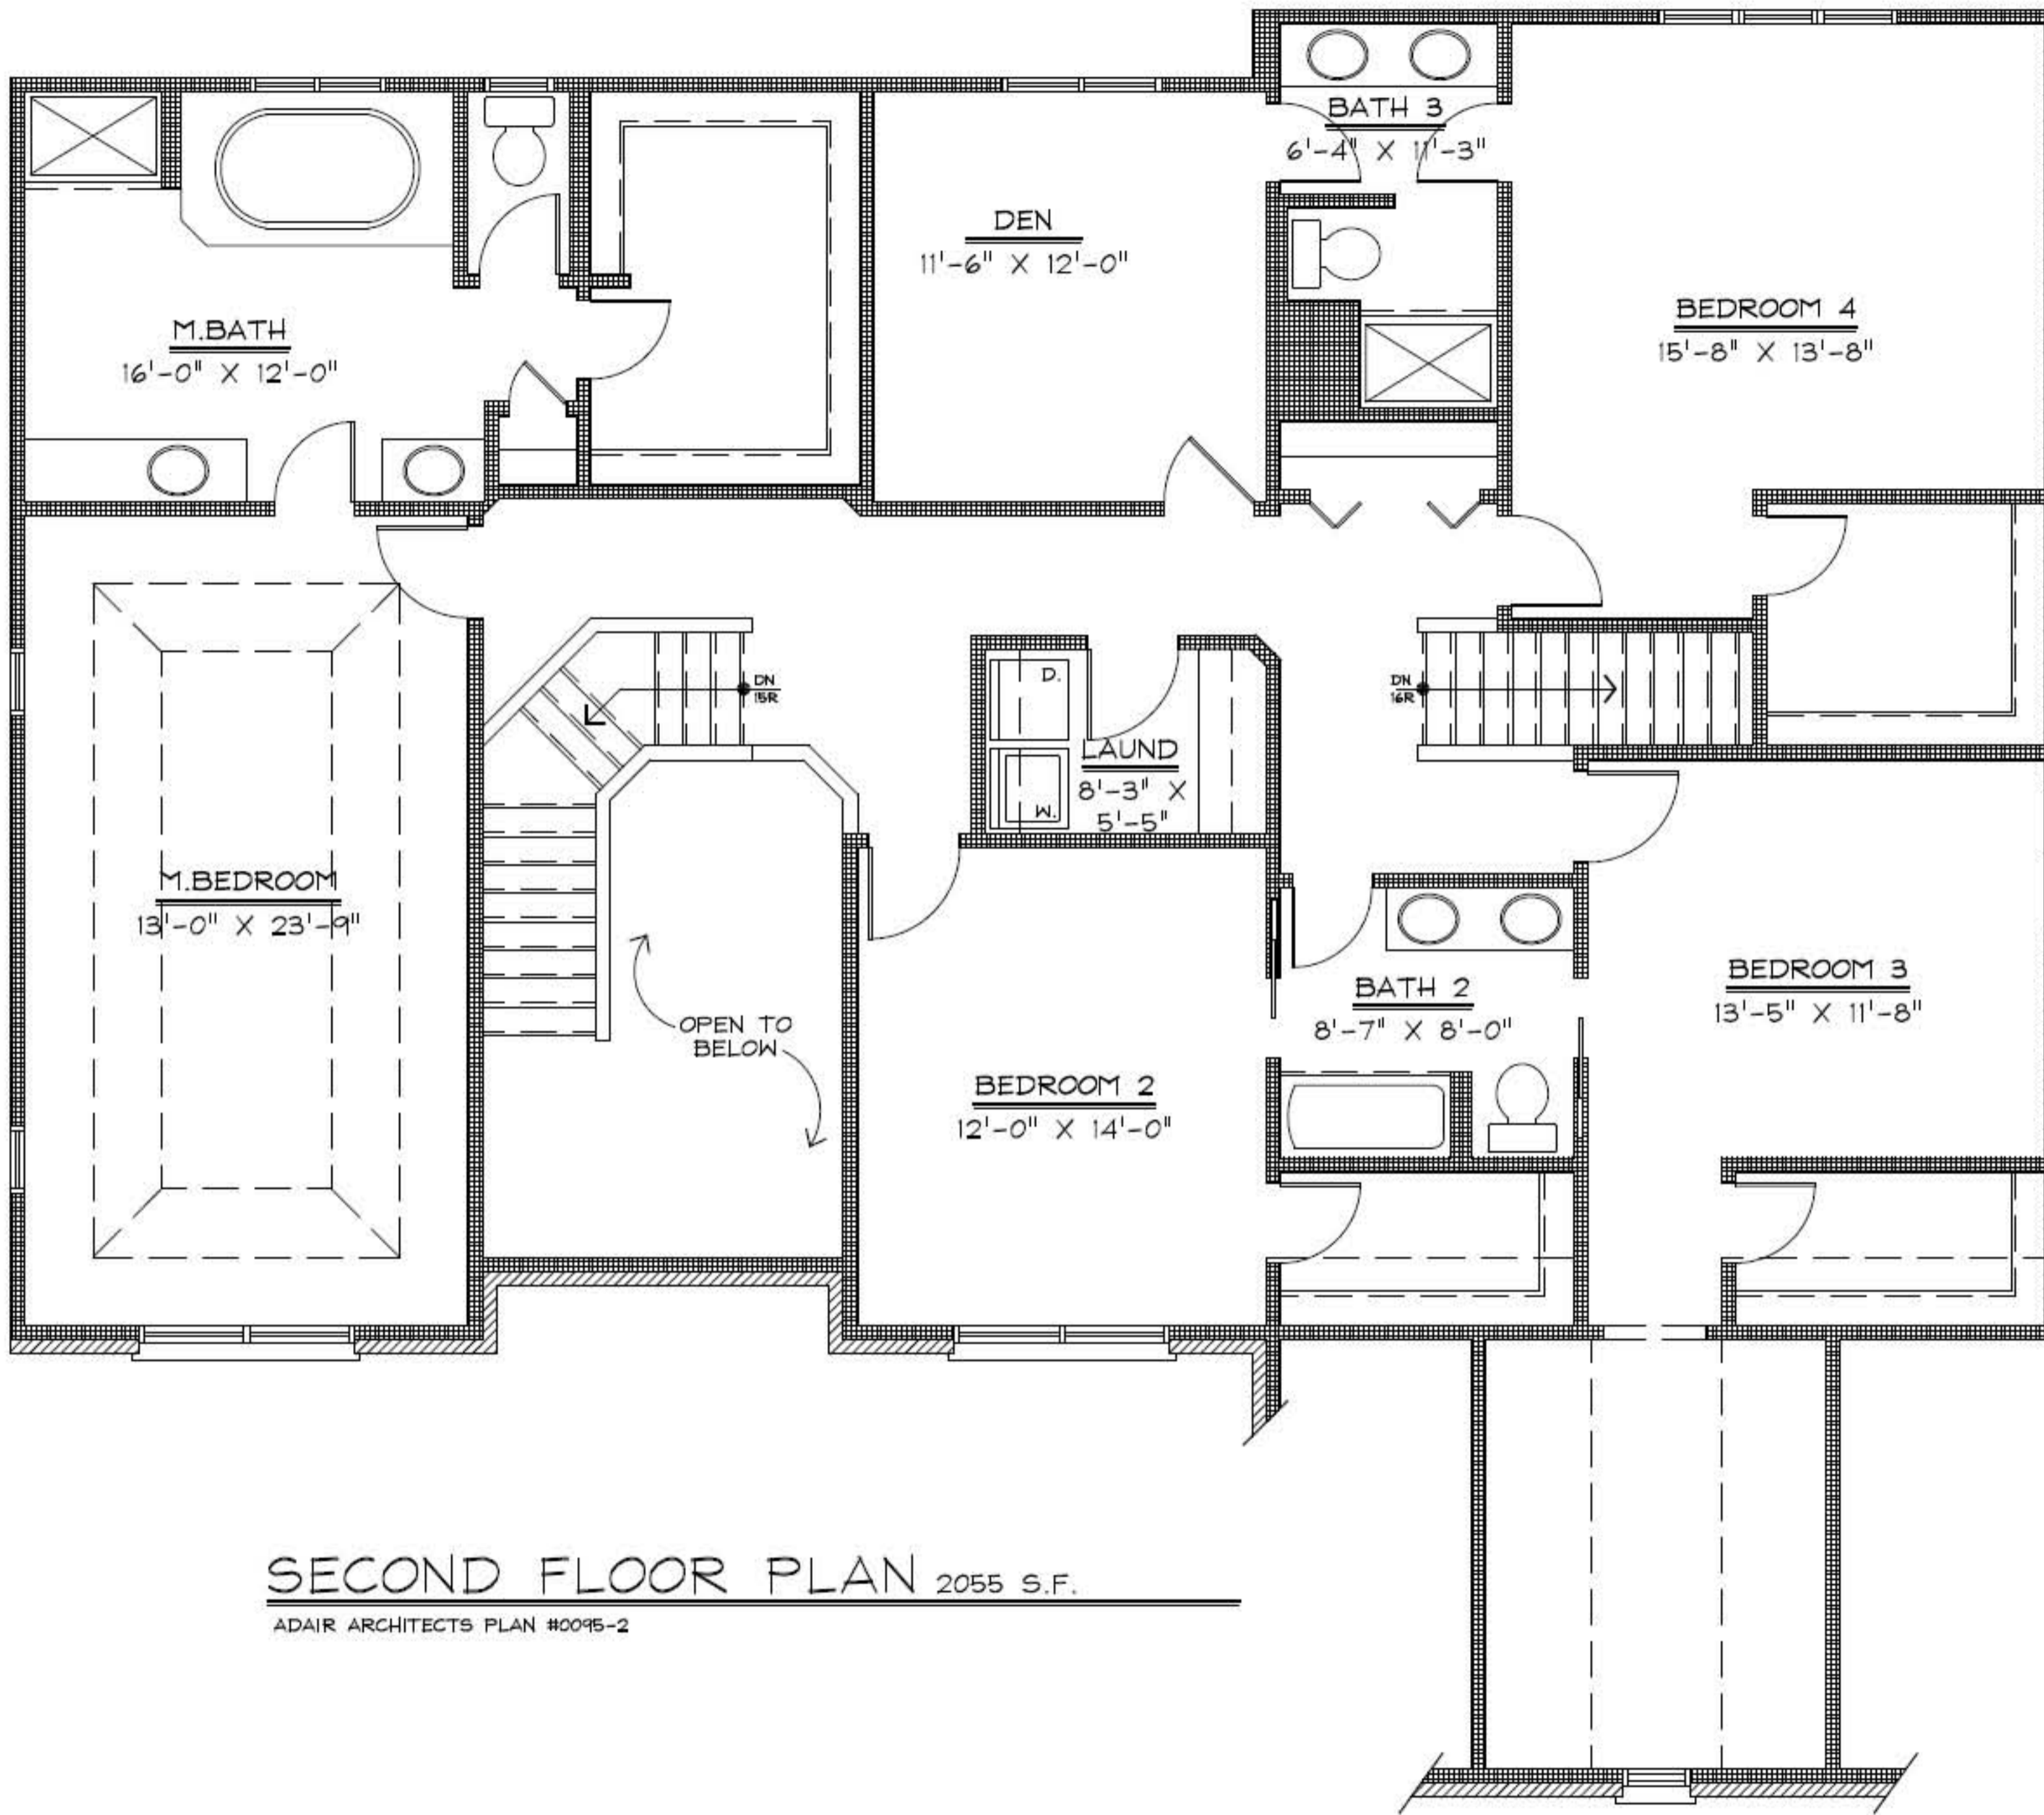 BATH 3
6'-4" X 11'-3"
DEN
11'-6" X 12'-0"
BEDROOM 4
15'-8" X 13'-8"
M.BATH
16'-0" X 12'-0"
D.
DN
15R
DN
16R
LAUND
8'-3" X
5'-5"
W.
M.BEDROOM
13'-0" X 23'-9"
BEDROOM 3
13'-5" X 11'-8"
BATH 2
8'-7" X 8'-0"
OPEN TO
BELOW
BEDROOM 2
12'-0" X 14'-0"
SECOND FLOOR PLAN 2055 S.F.
ADAIR ARCHITECTS PLAN #0095-2